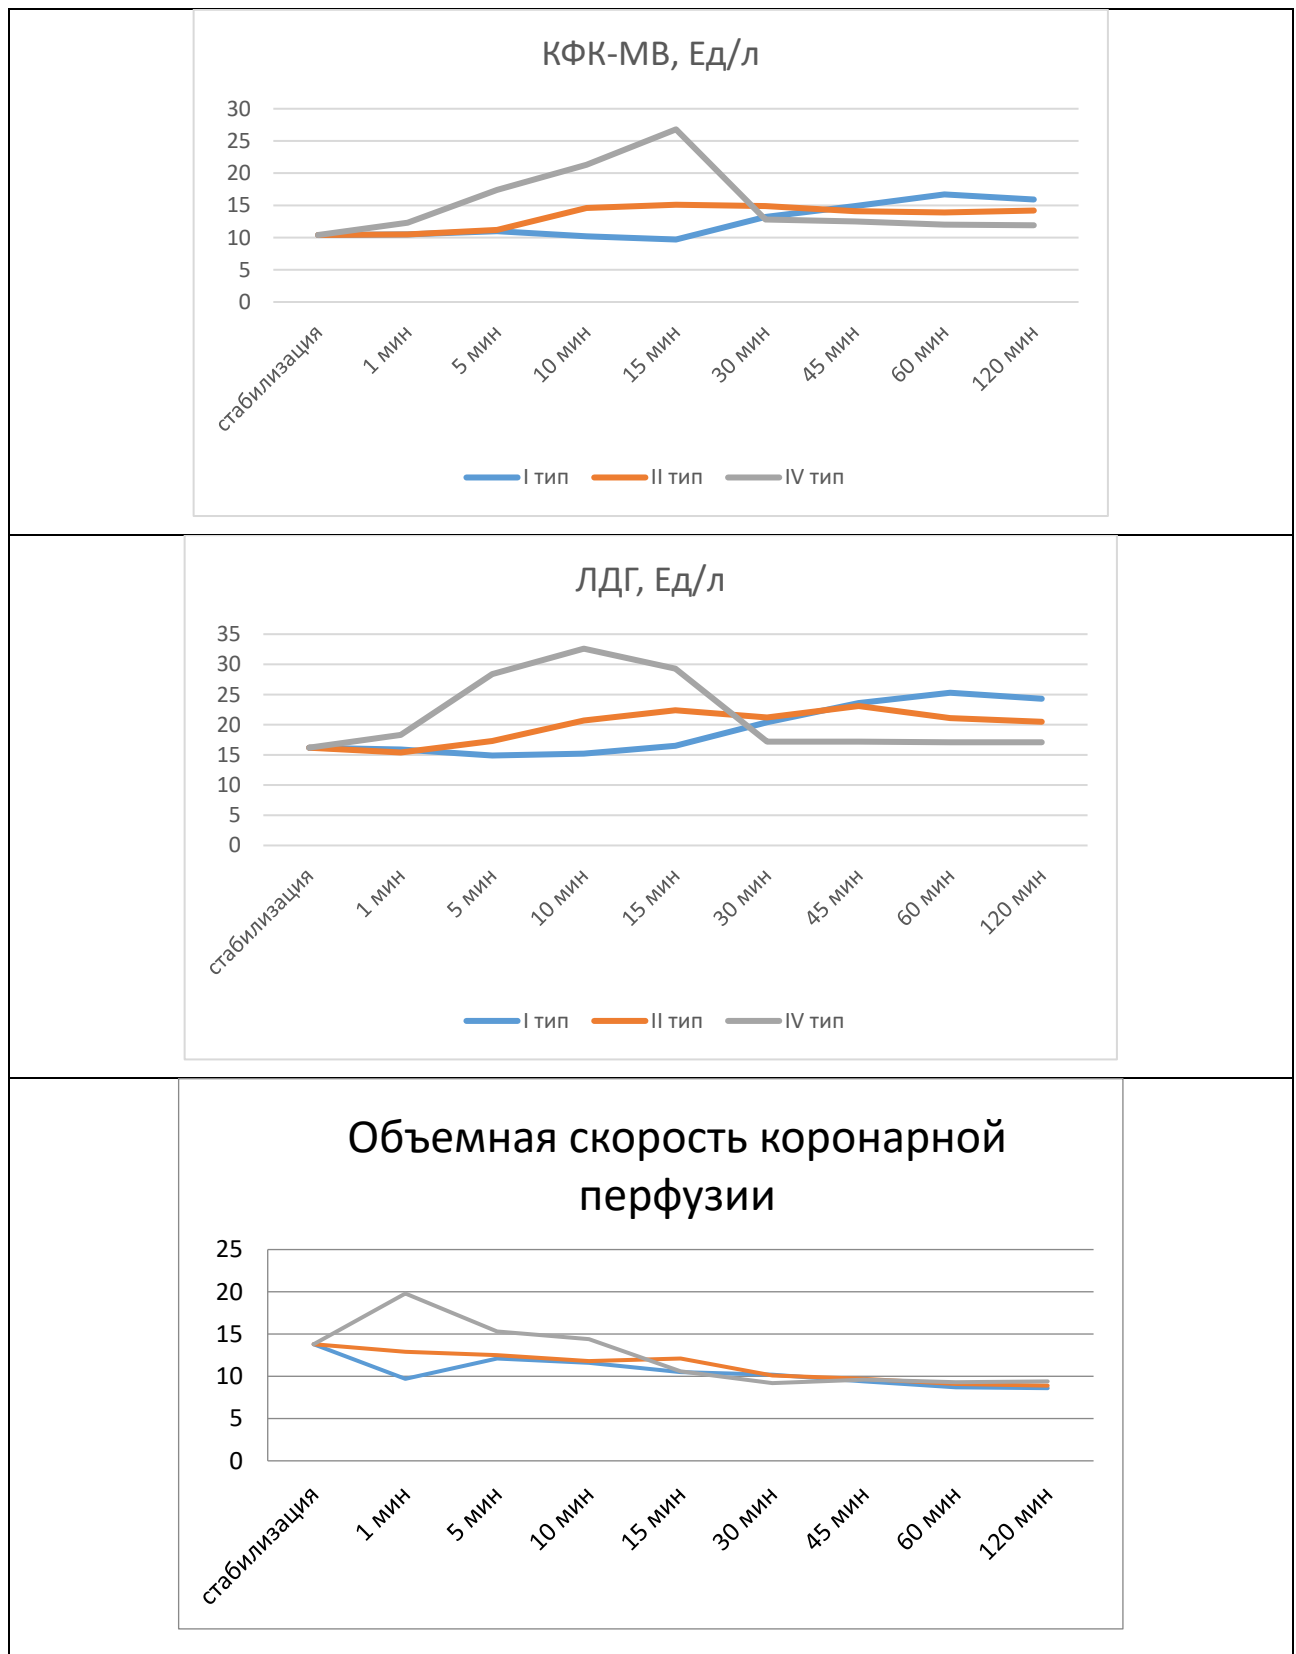 КФК-МВ, Ед/л
30
25
20
15
10
5
0
стабилизация
1 мин
5 мин
10 мин
15 мин
30 мин
45 мин
60 мин
120 мин
I тип II тип IV тип
ЛДГ, Ед/л
35
30
25
20
15
10
5
0
стабилизация
1 мин
5 мин
10 мин
15 мин
30 мин
45 мин
60 мин
120 мин
I тип II тип IV тип
Объемная скорость коронарной
перфузии
25
20
15
10
5
0
стабилизация
1 мин
5 мин
10 мин
15 мин
30 мин
45 мин
60 мин
120 мин